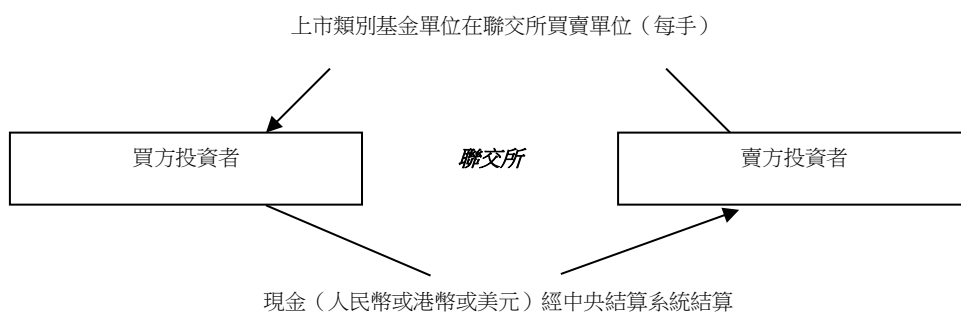 上市類別基金單位在聯交所買賣單位（每手）
買方投資者
聯交所
賣方投資者
現金（人民幣或港幣或美元）經中央結算系統結算